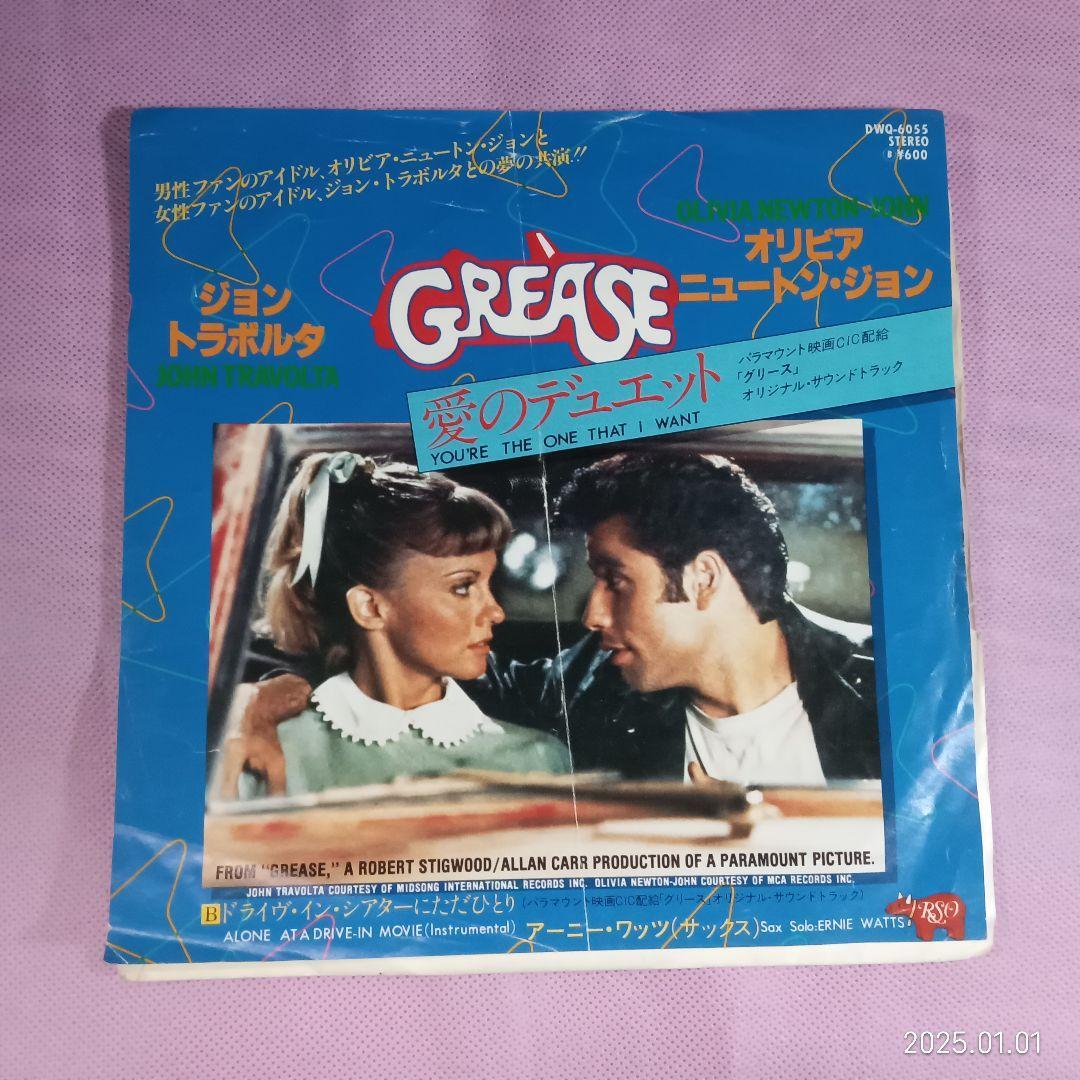 DWQ-6055
STEREO
Ⓑ ¥600
男性ファンのアイドル、オリビア・ニュートン・ジョンと
女性ファンのアイドル、ジョン・トラボルタとの夢の共演!!
OLIVIA NEWTON-JOHN
オリビア
ニュートン・ジョン
GREASE
ジョン
トラボルタ
JOHN TRAVOLTA
愛のデュエット
YOU'RE THE ONE THAT I WANT
パラマウント映画CIC配給
「グリース」
オリジナル・サウンドトラック
FROM "GREASE," A ROBERT STIGWOOD/ALLAN CARR PRODUCTION OF A PARAMOUNT PICTURE.
JOHN TRAVOLTA COURTESY OF MIDSONG INTERNATIONAL RECORDS INC. OLIVIA NEWTON-JOHN COURTESY OF MCA RECORDS INC.
B ドライヴ・イン・シアターにただひとり (パラマウント映画CIC配給「グリース」オリジナル・サウンドトラック)
ALONE AT A DRIVE-IN MOVIE (Instrumental) アーニー・ワッツ(サックス) Sax Solo: ERNIE WATTS
RSO
2025.01.01